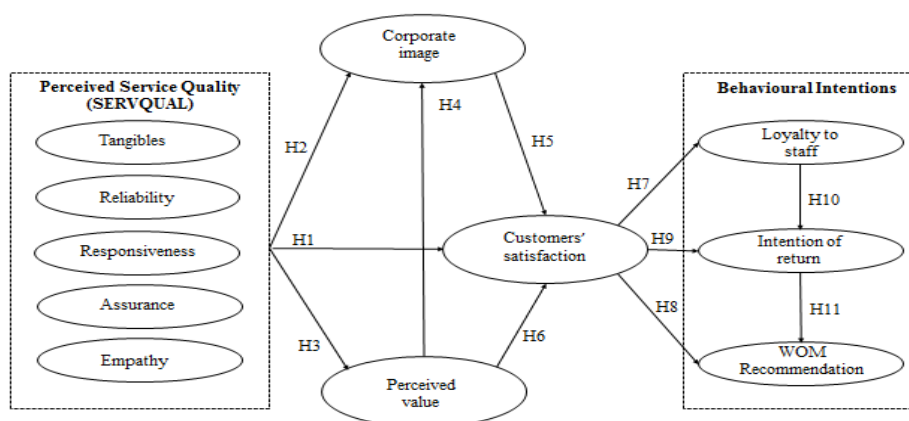 Corporate
image
Perceived Service Quality
(SERVQUAL)
Tangibles
Reliability
Responsiveness
Assurance
Empathy
H2
H1
H3
H4
H5
H6
Customers'
satisfaction
Perceived
value
H7
H9
H8
Behavioural Intentions
Loyalty to
staff
H10
Intention of
return
H11
WOM
Recommendation